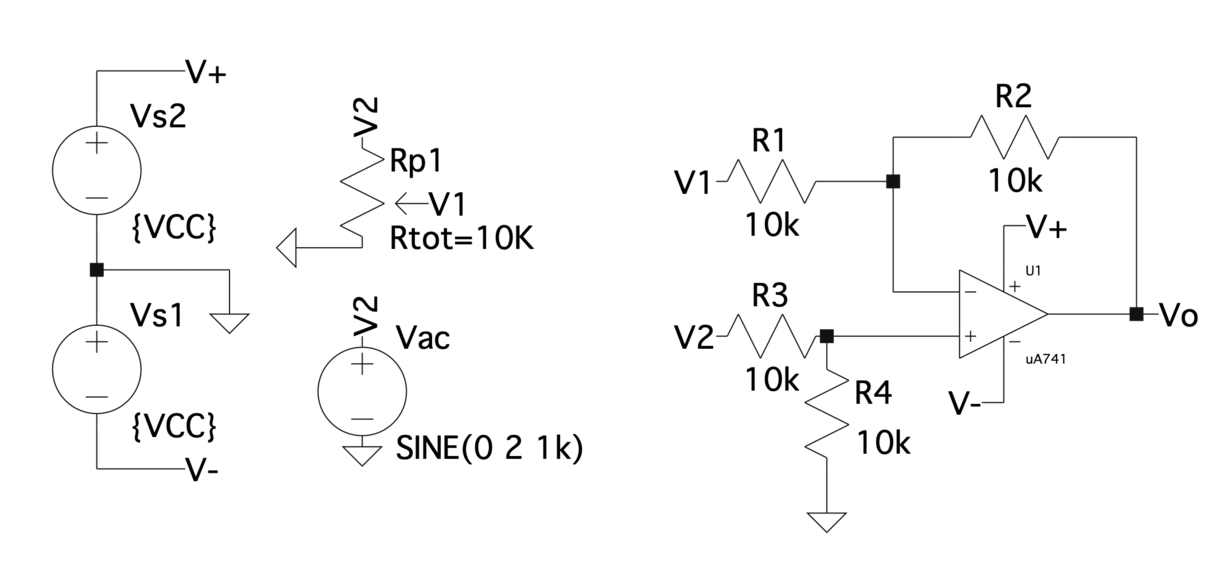 V+
Vs2
{VCC}
Vs1
{VCC}
V-
V2
Rp1
V1
Rtot=10K
V2
Vac
SINE(0 2 1k)
R2
10k
R1
V1
10k
V+
U1
R3
V2
10k
uA741
Vo
R4
10k
V-